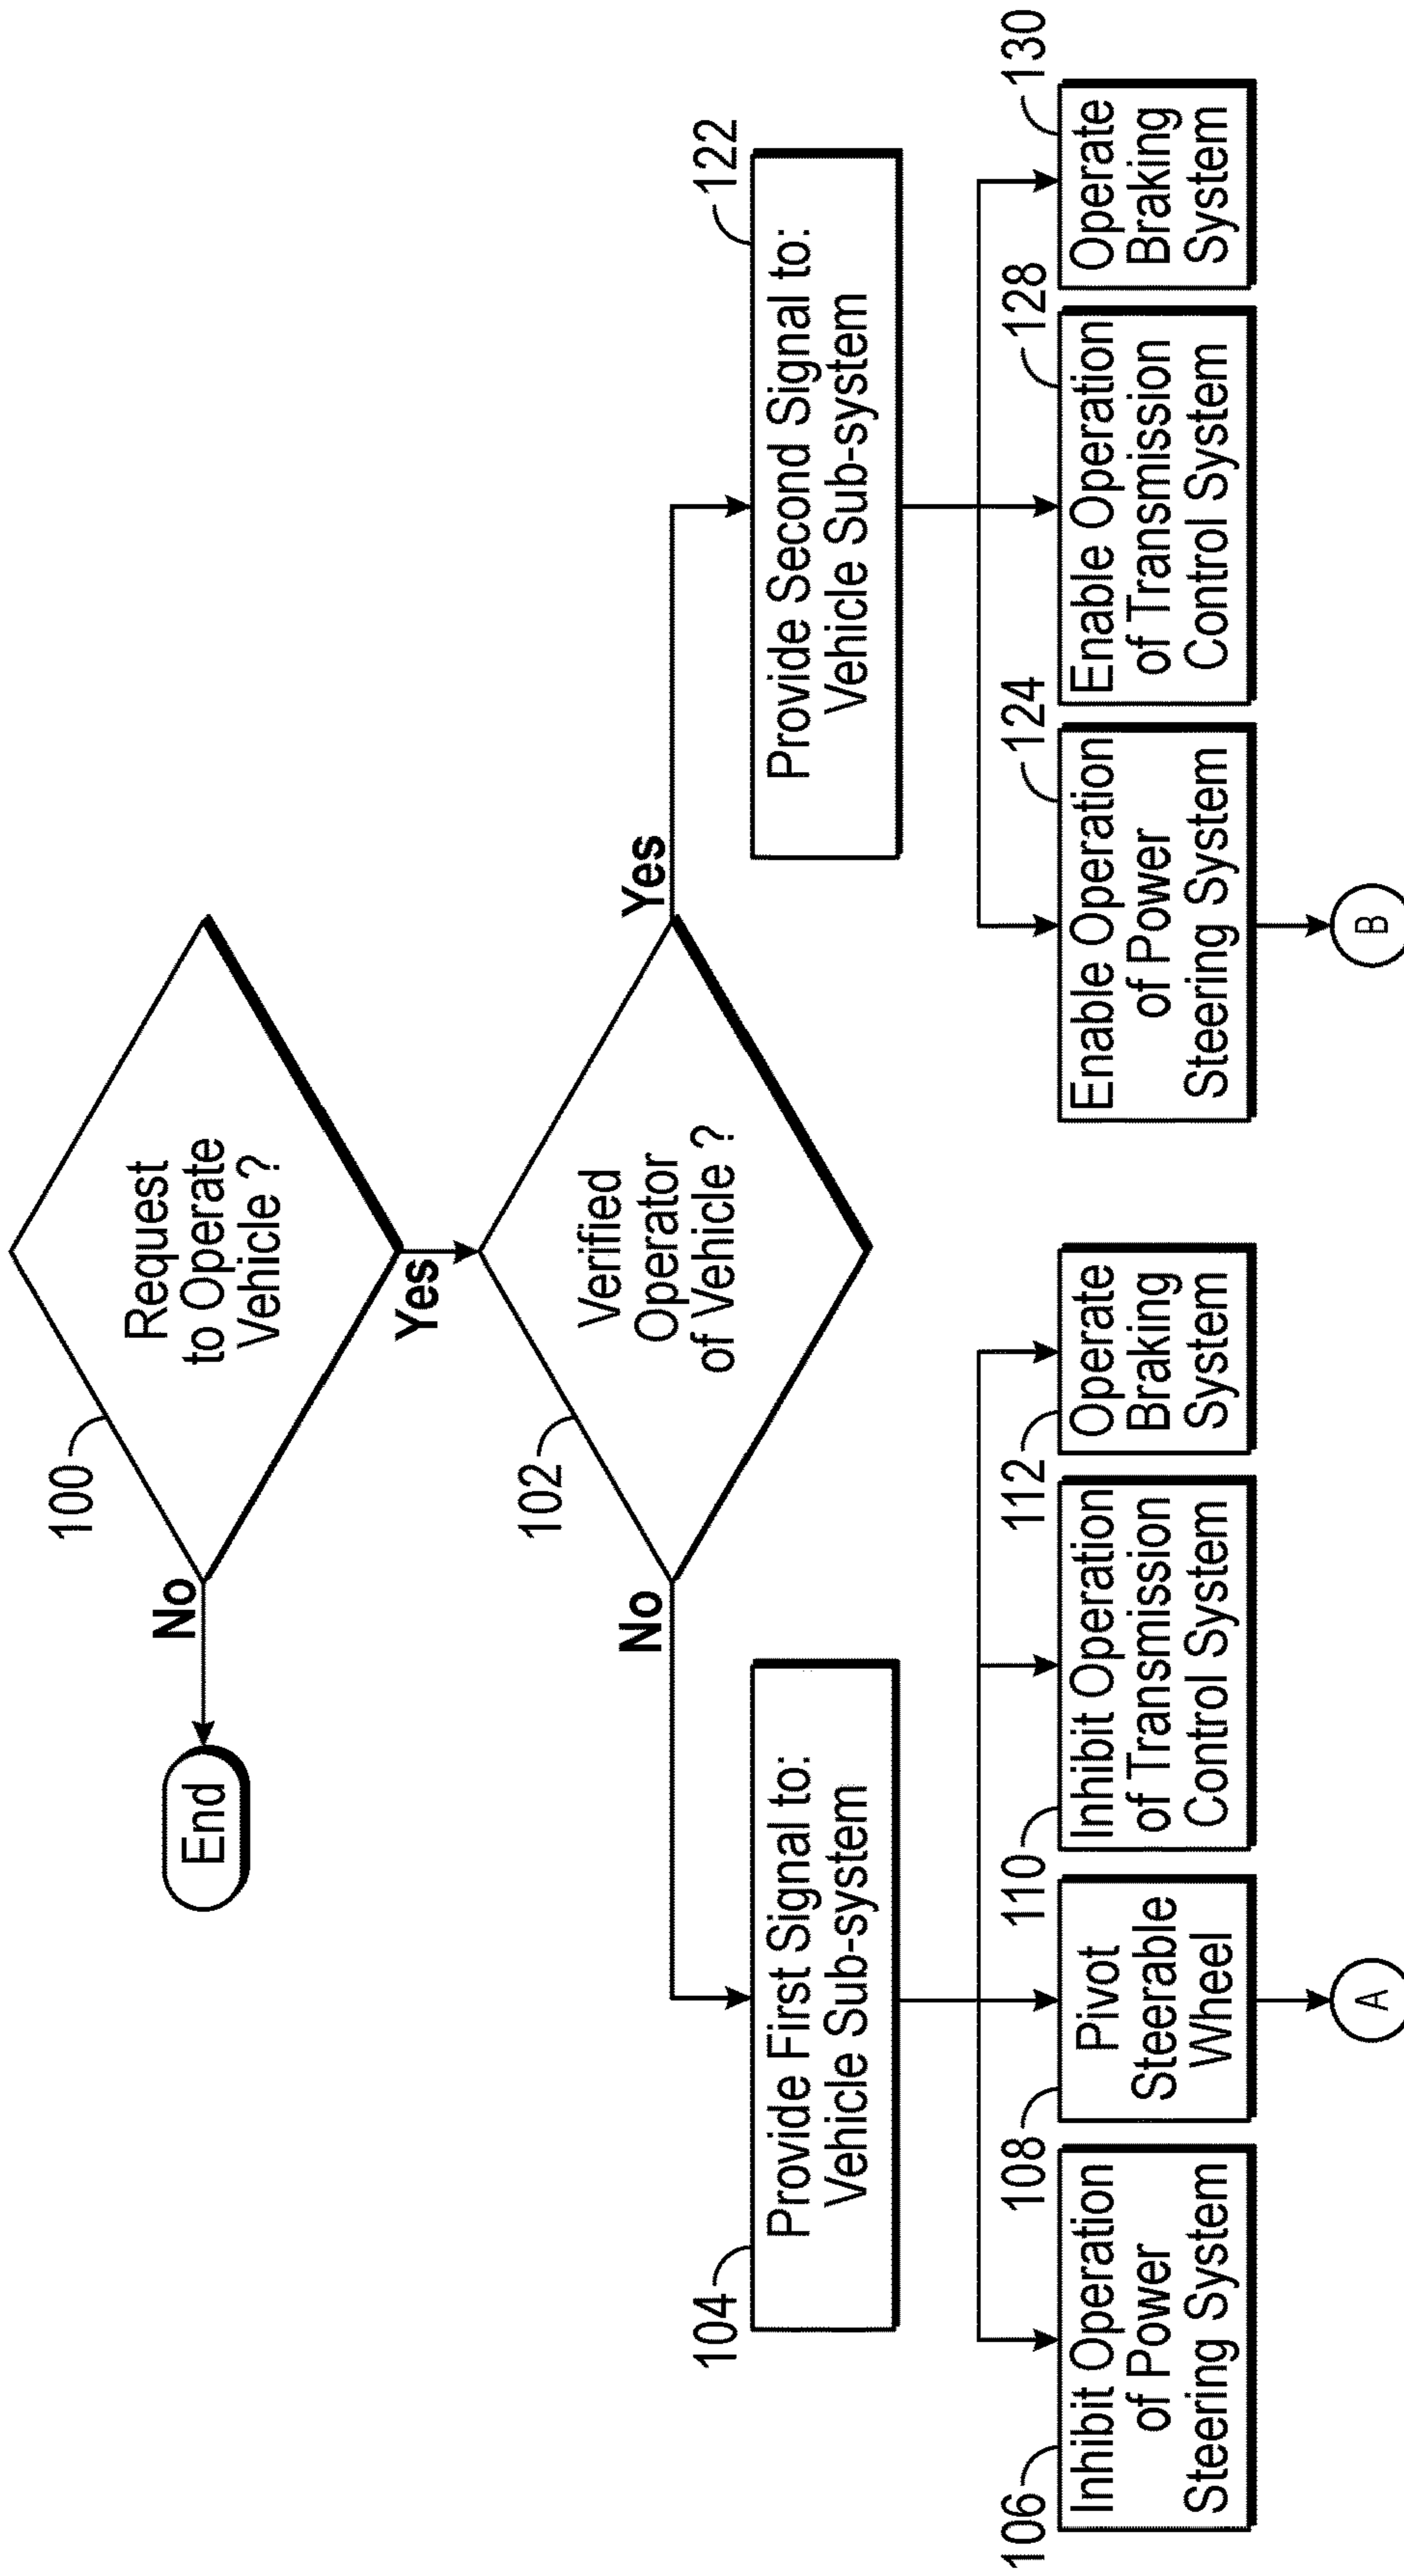 100
Request
to Operate
Vehicle ?
No
End
Yes
102
Verified
Operator
of Vehicle ?
No
Yes
104
Provide First Signal to:
Vehicle Sub-system
122
Provide Second Signal to:
Vehicle Sub-system
106
Inhibit Operation
of Power
Steering System
108
Pivot
Steerable
Wheel
110
Inhibit Operation
of Transmission
Control System
112
Operate
Braking
System
124
Enable Operation
of Power
Steering System
128
Enable Operation
of Transmission
Control System
130
Operate
Braking
System
A
B